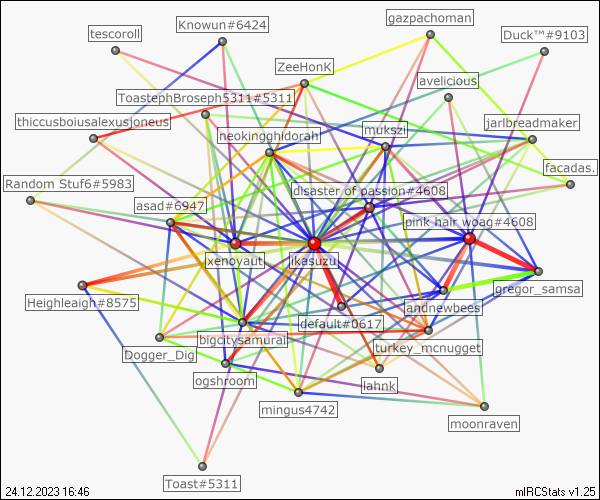 gazpachoman
Knowun#6424
tescoroll
Duck™#9103
ZeeHonK
avelicious
ToastephBroseph5311#5311
thiccusboiusalexusioneus
jarlbreadmaker
mukszi
neokingghidorah
facadas.
Random Stuf6#5983
disaster of passion#4608
asad#6947
pink hair woag#4608
xenoyaut
ikasuzu
gregor_samsa
Heighleaigh#8575
andnewbees
default#0617
bigcitysamurai
turkey_mcnugget
Dogger_Dig
ogshroom
lahnk
mingus4742
moonraven
Toast#5311
24.12.2023 16:46
mIRCStats v1.25